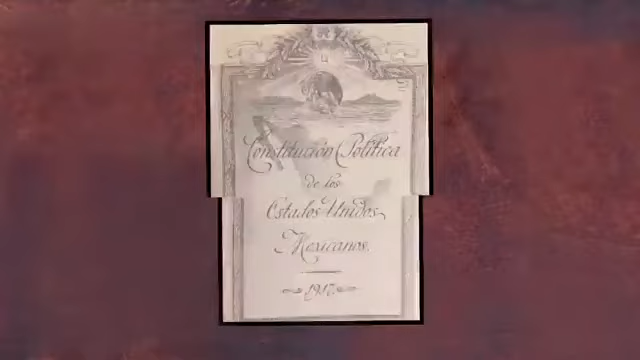 Constitución Política
de los
Estados Unidos
Mexicanos.
1917